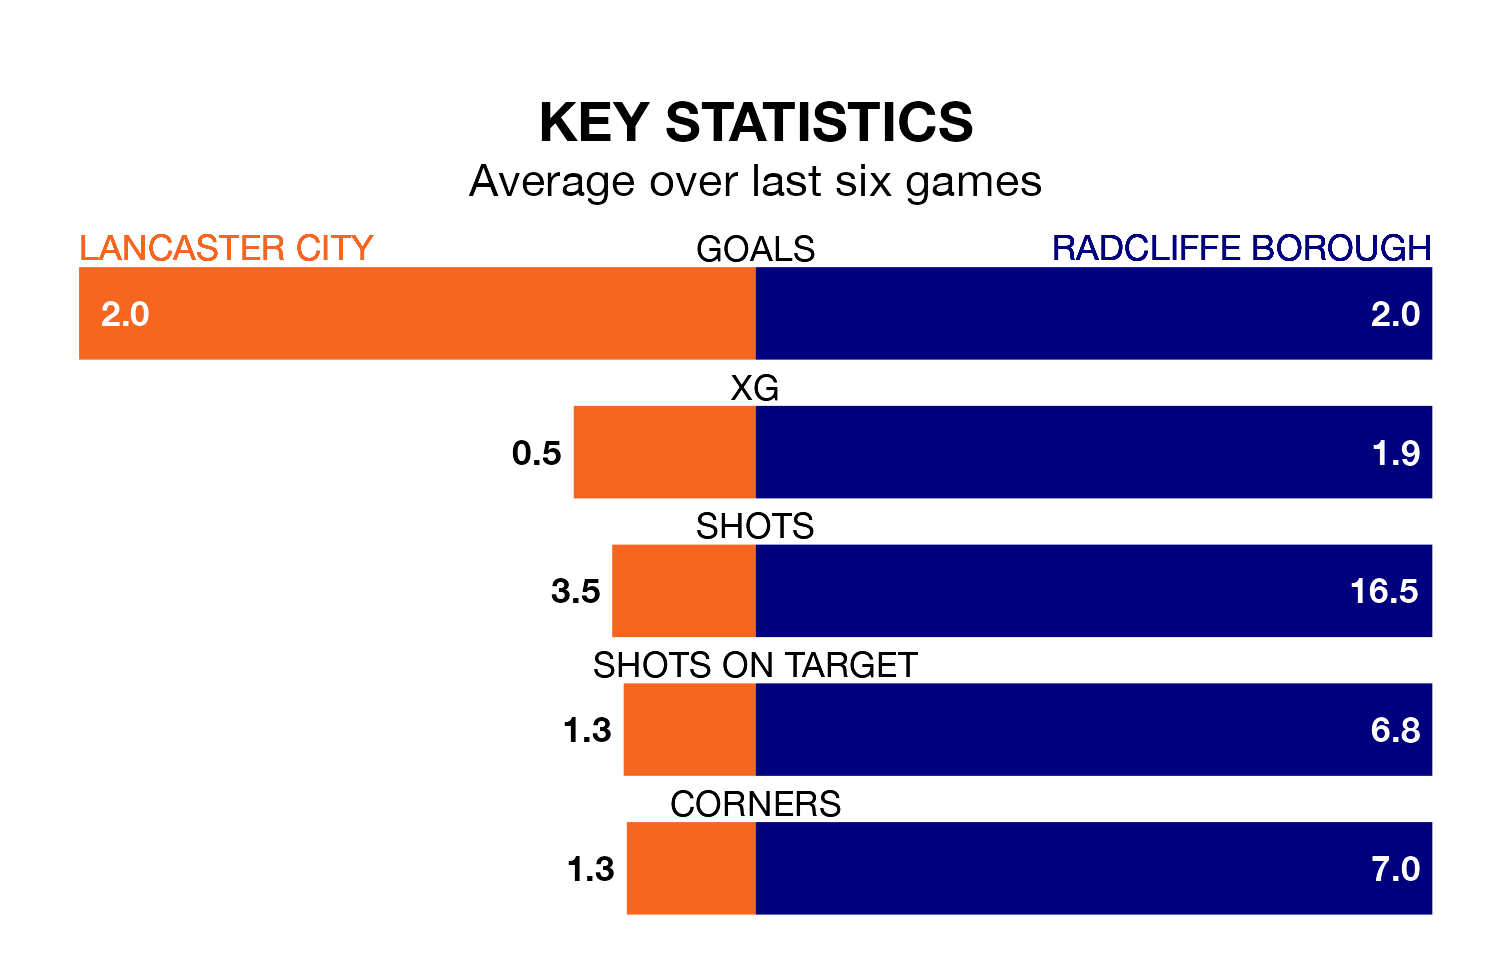 KEY STATISTICS
Average over last six games
LANCASTER CITY GOALS RADCLIFFE BOROUGH
2.0 2.0
XG
0.5 1.9
SHOTS
3.5 16.5
SHOTS ON TARGET
1.3 6.8
CORNERS
1.3 7.0